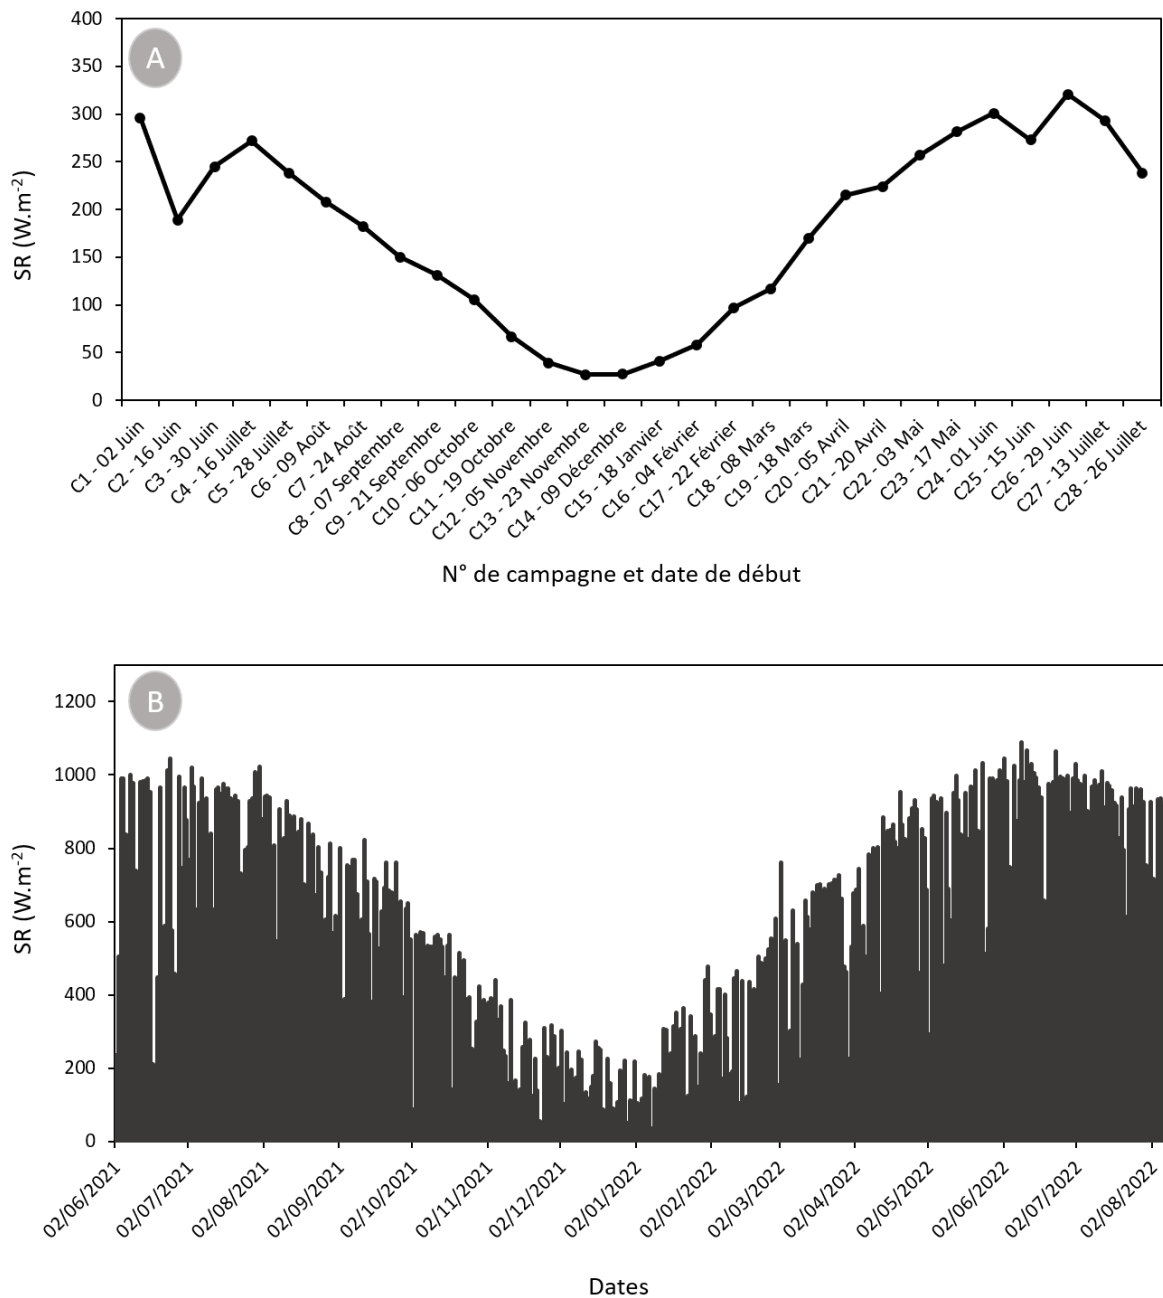 A
400
350
300
250
200
150
100
50
0
SR (W.m⁻²)
C1 - 02 Juin
C2 - 16 Juin
C3 - 30 Juin
C4 - 16 Juillet
C5 - 28 Juillet
C6 - 09 Août
C7 - 24 Août
C8 - 07 Septembre
C9 - 21 Septembre
C10 - 06 Octobre
C11 - 19 Octobre
C12 - 05 Novembre
C13 - 23 Novembre
C14 - 09 Décembre
C15 - 18 Janvier
C16 - 04 Février
C17 - 22 Février
C18 - 08 Mars
C19 - 18 Mars
C20 - 05 Avril
C21 - 20 Avril
C22 - 03 Mai
C23 - 17 Mai
C24 - 01 Juin
C25 - 15 Juin
C26 - 29 Juin
C27 - 13 Juillet
C28 - 26 Juillet
N° de campagne et date de début
B
1200
1000
800
600
400
200
0
SR (W.m⁻²)
02/06/2021
02/07/2021
02/08/2021
02/09/2021
02/10/2021
02/11/2021
02/12/2021
02/01/2022
02/02/2022
02/03/2022
02/04/2022
02/05/2022
02/06/2022
02/07/2022
02/08/2022
Dates